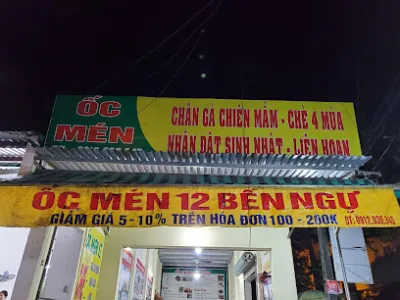 ỐC
MÉN
CHÂN GÀ CHIÊN MẮM - CHÈ 4 MÙA
NHẬN ĐẶT SINH NHẬT - LIÊN HOAN
ỐC MÉN 12 BẾN NGỰ
GIẢM GIÁ 5-10% TRÊN HÓA ĐƠN 100 - 200K